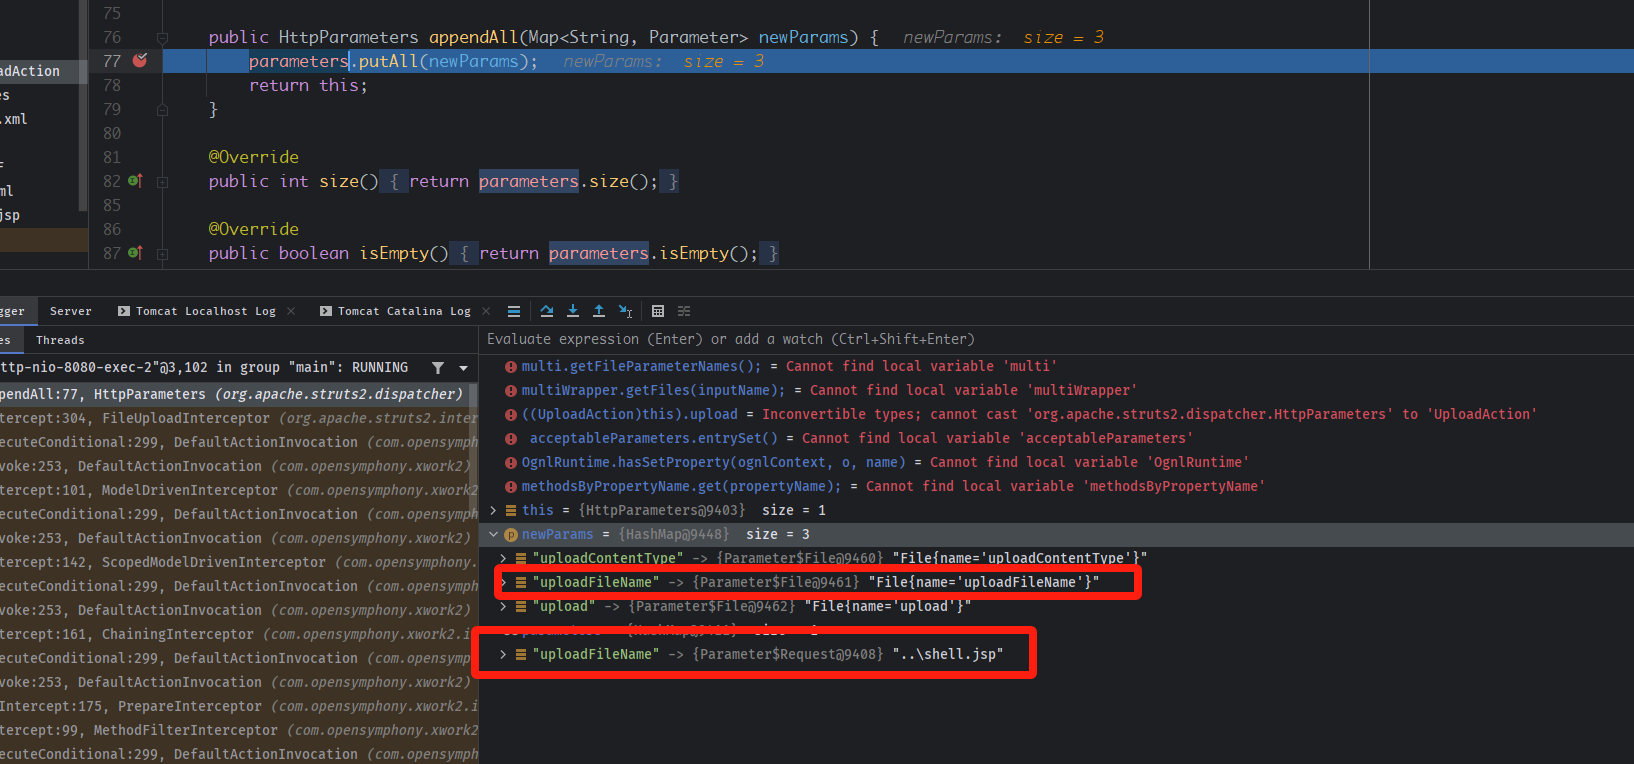 75
76 public HttpParameters appendAll(Map<String, Parameter> newParams) { newParams: size = 3
77 parameters.putAll(newParams); newParams: size = 3
adAction
78 return this;
es
79 }
.xml
80
81 @Override
82 public int size() { return parameters.size(); }
ml
85
jsp
86 @Override
87 public boolean isEmpty() { return parameters.isEmpty(); }
gger Server Tomcat Localhost Log Tomcat Catalina Log
es Threads
Evaluate expression (Enter) or add a watch (Ctrl+Shift+Enter)
ttp-nio-8080-exec-2"@3,102 in group "main": RUNNING
pendAll:77, HttpParameters (org.apache.struts2.dispatcher)
ntercept:304, FileUploadInterceptor (org.apache.struts2.inter
ecuteConditional:299, DefaultActionInvocation (com.opensymp
voke:253, DefaultActionInvocation (com.opensymphony.xwork2)
tercept:101, ModelDrivenInterceptor (com.opensymphony.xwork2
ecuteConditional:299, DefaultActionInvocation (com.opensymph
voke:253, DefaultActionInvocation (com.opensymphony.xwork2)
tercept:142, ScopedModelDrivenInterceptor (com.opensymphony.
ecuteConditional:299, DefaultActionInvocation (com.opensymph
voke:253, DefaultActionInvocation (com.opensymphony.xwork2)
tercept:161, ChainingInterceptor (com.opensymphony.xwork2.i
ecuteConditional:299, DefaultActionInvocation (com.opensymp
voke:253, DefaultActionInvocation (com.opensymphony.xwork2)
Intercept:175, PrepareInterceptor (com.opensymphony.xwork2.i
tercept:99, MethodFilterInterceptor (com.opensymphony.xwork2
ecuteConditional:299, DefaultActionInvocation (com.opensymph
multi.getFileParameterNames(); = Cannot find local variable 'multi'
multiWrapper.getFiles(inputName); = Cannot find local variable 'multiWrapper'
((UploadAction)this).upload = Inconvertible types; cannot cast 'org.apache.struts2.dispatcher.HttpParameters' to 'UploadAction'
acceptableParameters.entrySet() = Cannot find local variable 'acceptableParameters'
OgnlRuntime.hasSetProperty(ognlContext, o, name) = Cannot find local variable 'OgnlRuntime'
methodsByPropertyName.get(propertyName); = Cannot find local variable 'methodsByPropertyName'
this = {HttpParameters@9403} size = 1
newParams = {HashMap@9448} size = 3
"uploadContentType" -> {Parameter$File@9460} "File{name='uploadContentType'}"
"uploadFileName" -> {Parameter$File@9461} "File{name='uploadFileName'}"
"upload" -> {Parameter$File@9462} "File{name='upload'}"
"uploadFileName" -> {Parameter$Request@9408} "..\shell.jsp"